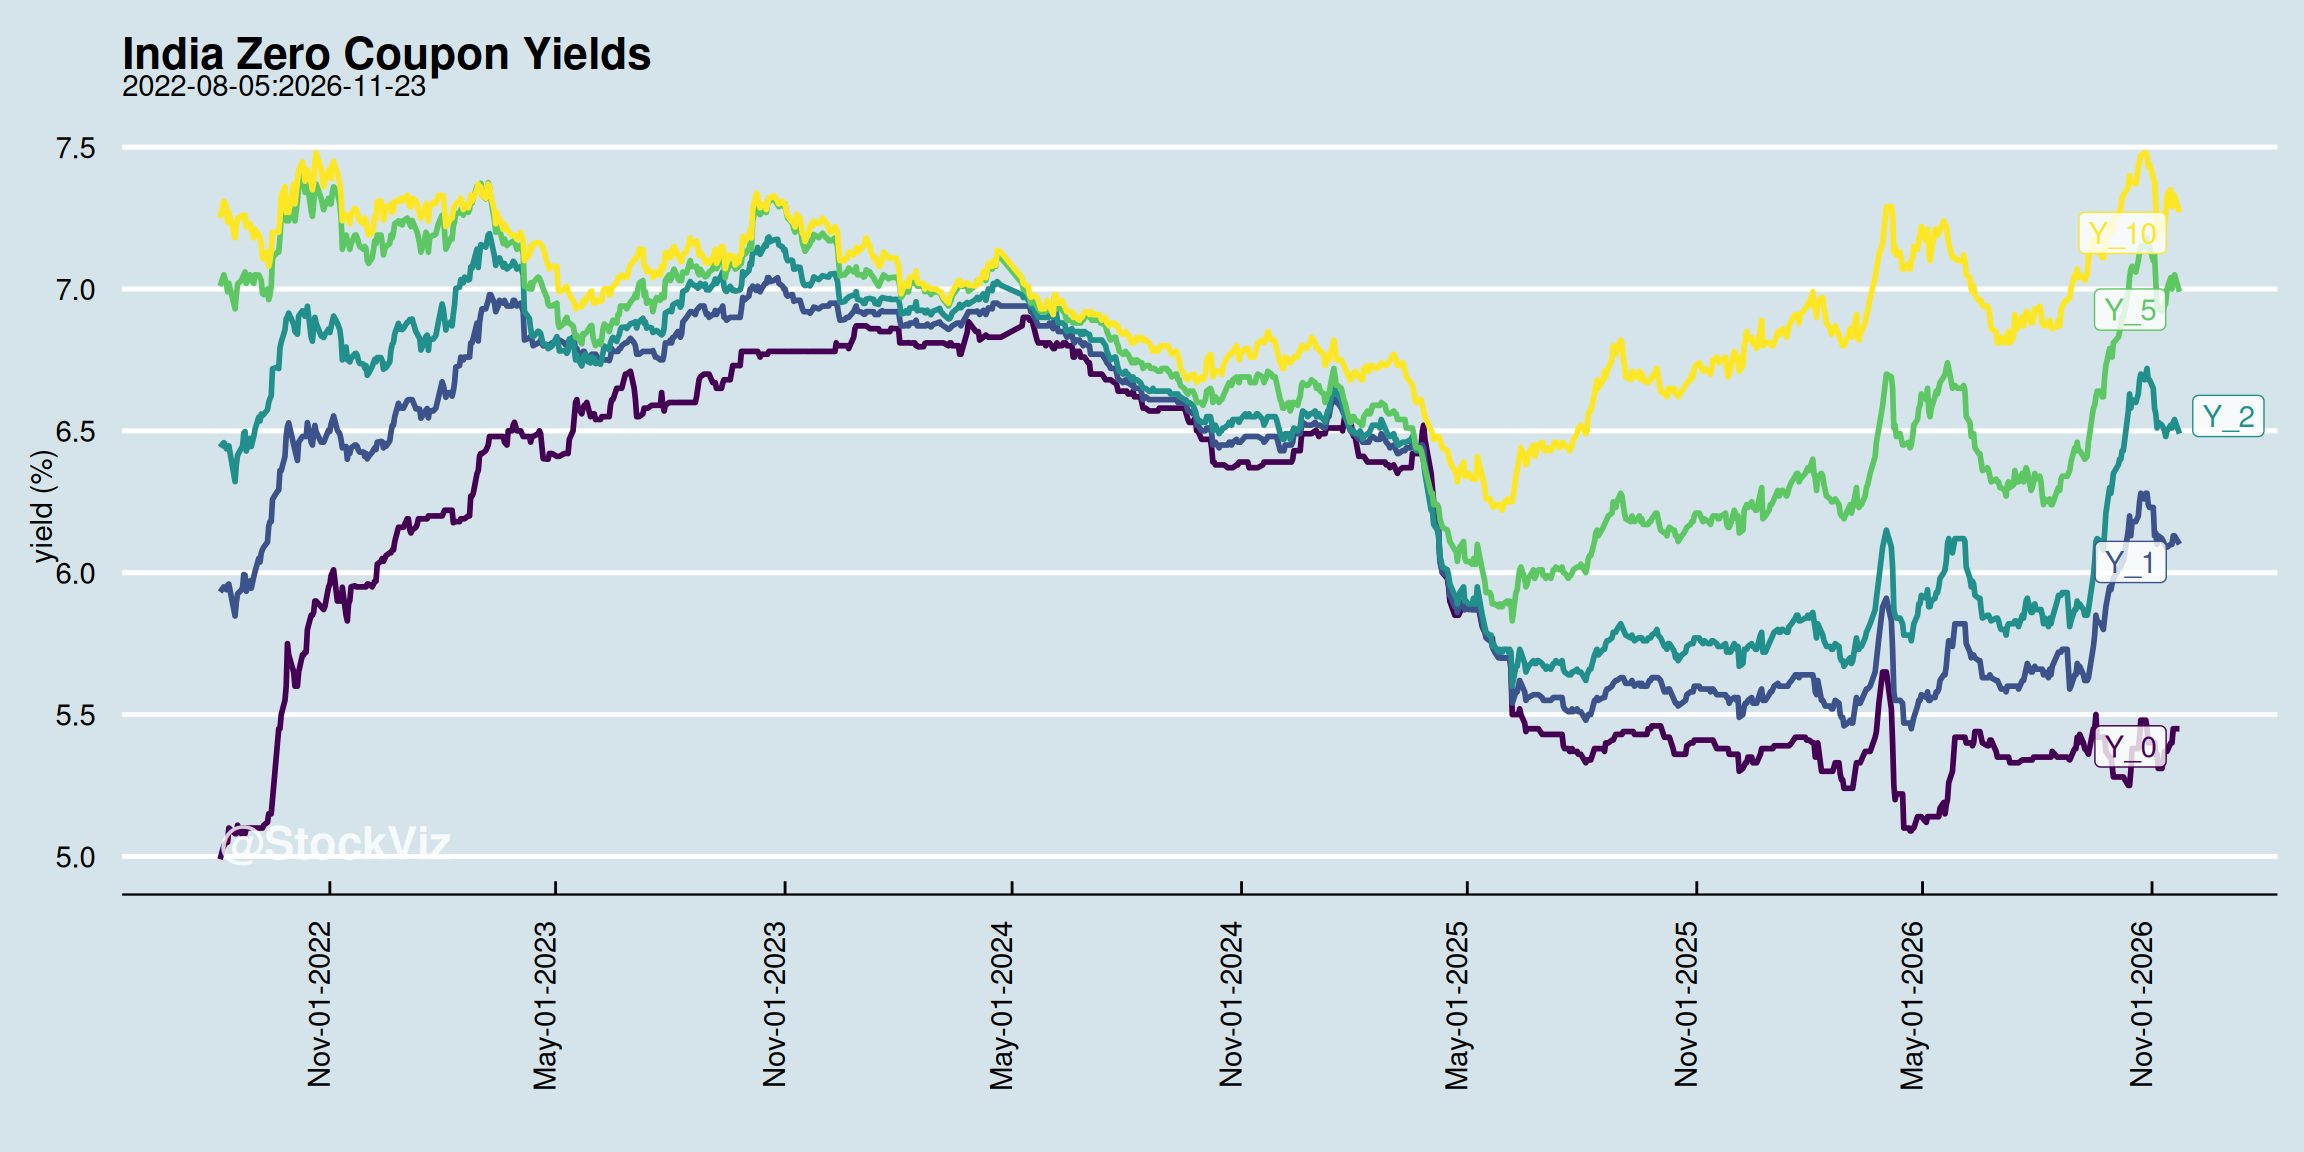 India Zero Coupon Yields
2022-08-05:2026-11-23
yield (%)
7.5
7.0
6.5
6.0
5.5
5.0
Y_10
Y_5
Y_2
Y_1
Y_0
@StockViz
Nov-01-2022
May-01-2023
Nov-01-2023
May-01-2024
Nov-01-2024
May-01-2025
Nov-01-2025
May-01-2026
Nov-01-2026